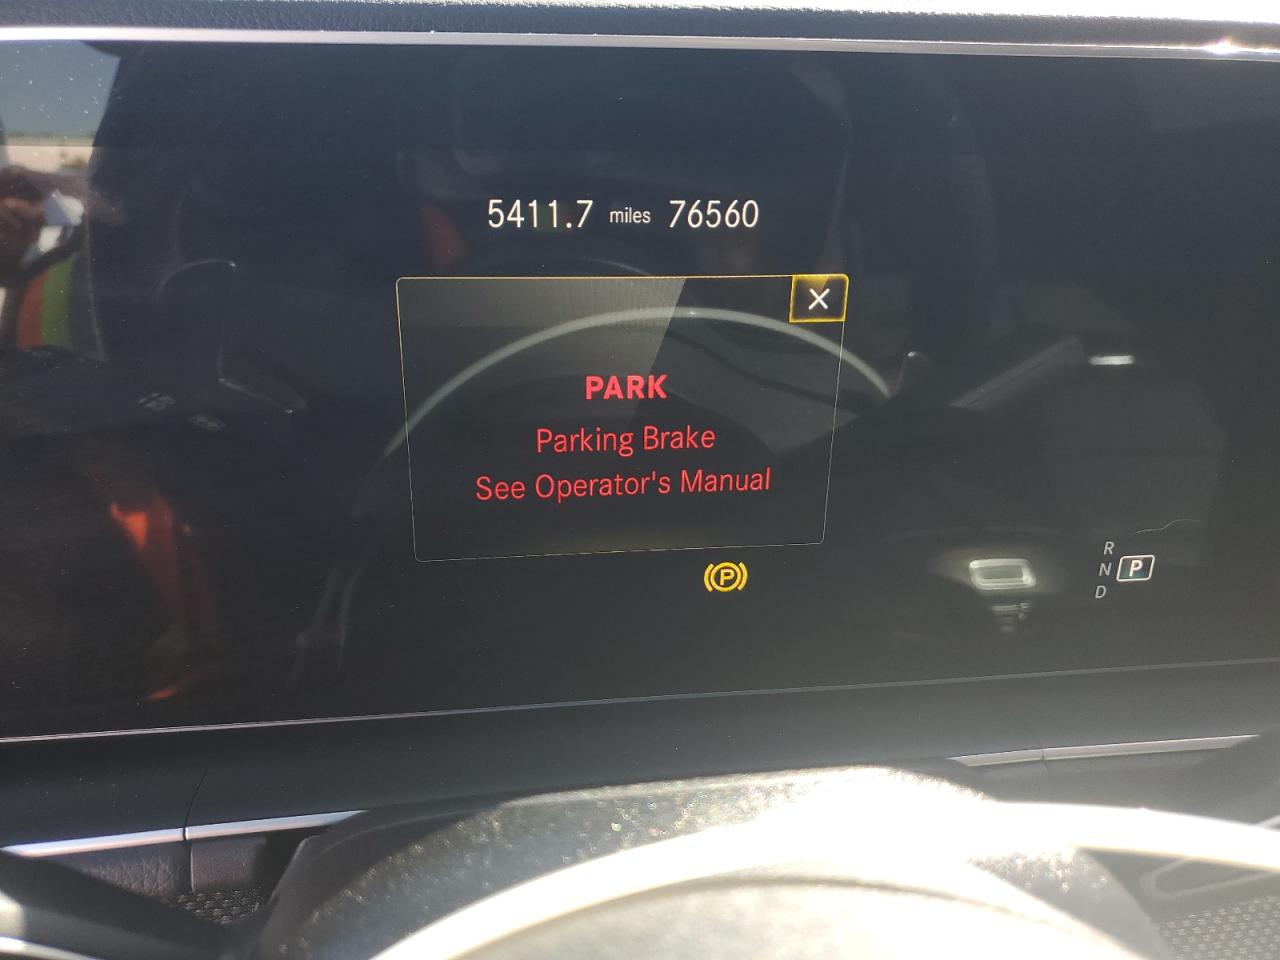 5411.7 miles 76560
PARK
Parking Brake
See Operator's Manual
P
R
N P
D